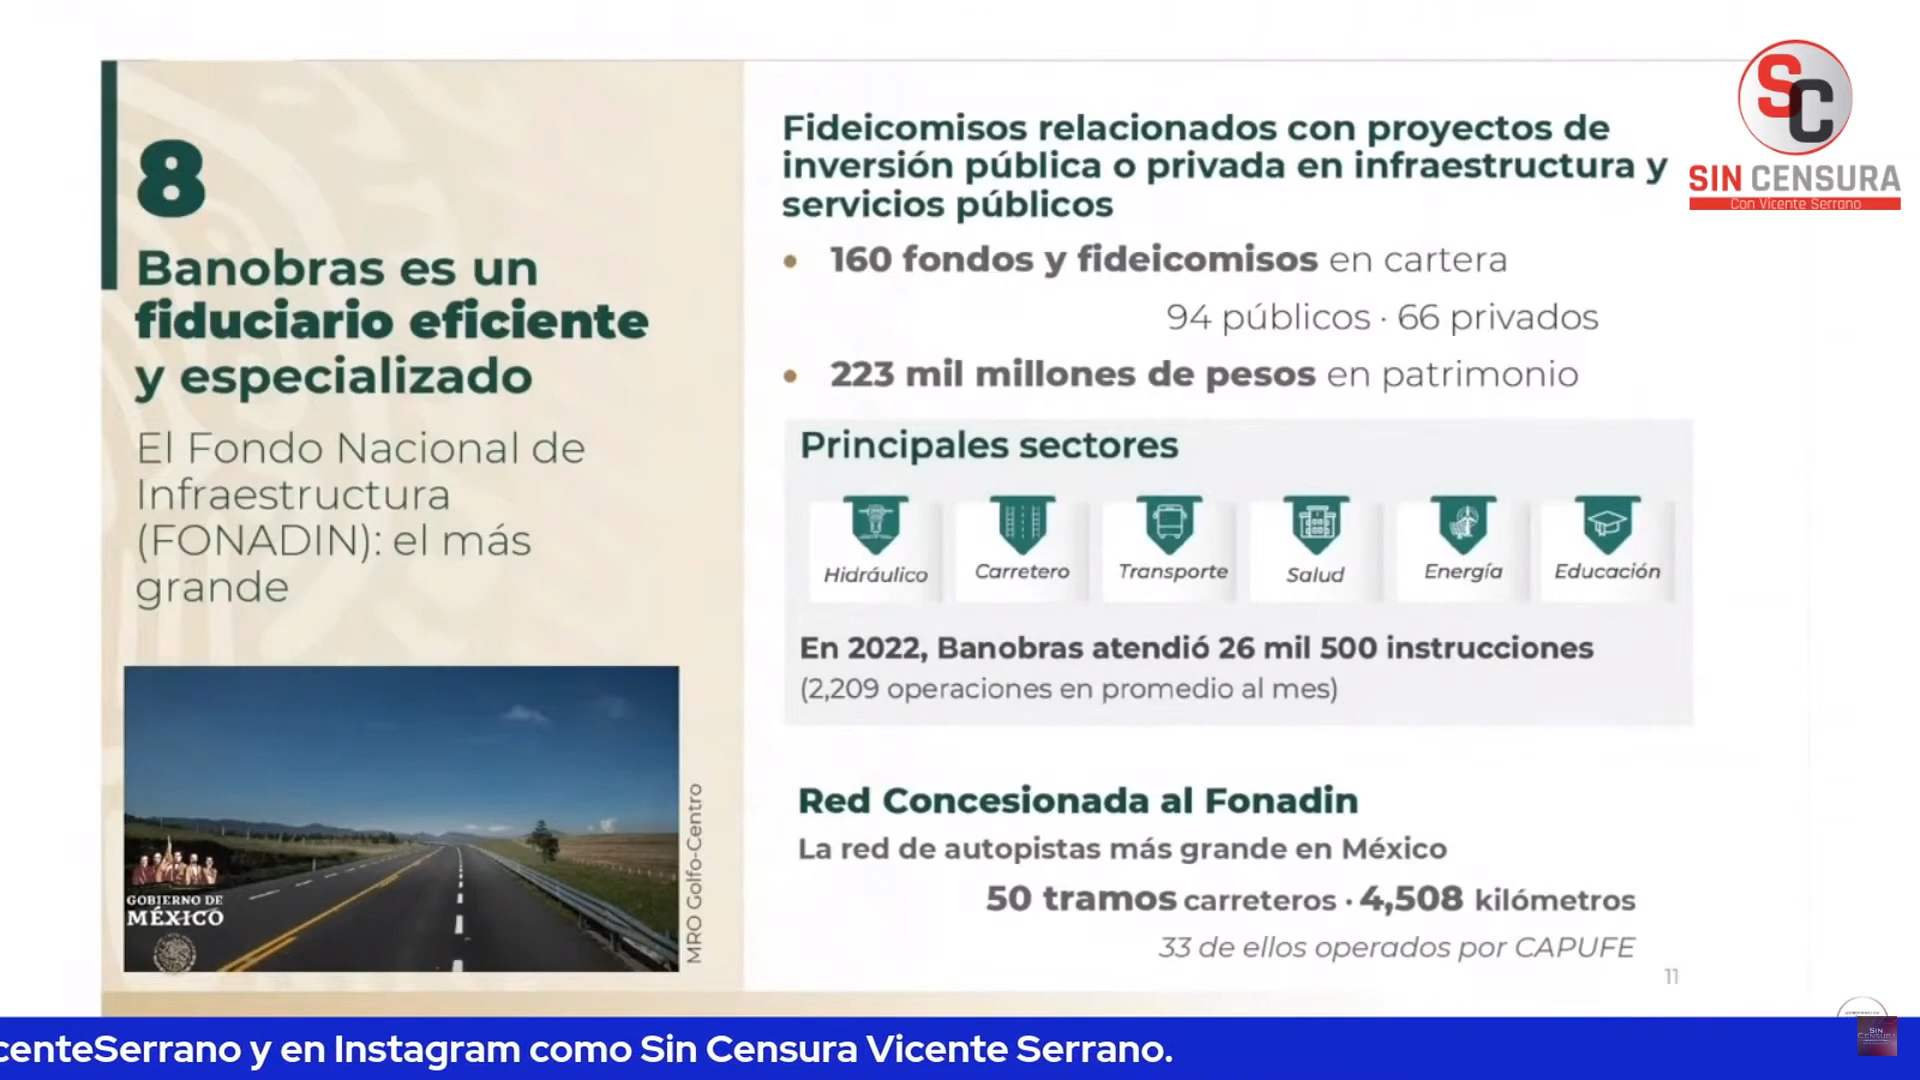 8
Banobras es un
fiduciario eficiente
y especializado
El Fondo Nacional de
Infraestructura
(FONADIN): el más
grande
GOBIERNO DE
MÉXICO
MRO Golfo-Centro
Fideicomisos relacionados con proyectos de
inversión pública o privada en infraestructura y
servicios públicos
• 160 fondos y fideicomisos en cartera
94 públicos · 66 privados
• 223 mil millones de pesos en patrimonio
Principales sectores
Hidráulico Carretero Transporte Salud Energía Educación
En 2022, Banobras atendió 26 mil 500 instrucciones
(2,209 operaciones en promedio al mes)
Red Concesionada al Fonadin
La red de autopistas más grande en México
50 tramos carreteros · 4,508 kilómetros
33 de ellos operados por CAPUFE
11
SC
SIN CENSURA
Con Vicente Serrano
centeSerrano y en Instagram como Sin Censura Vicente Serrano.
SIN
CENSURA